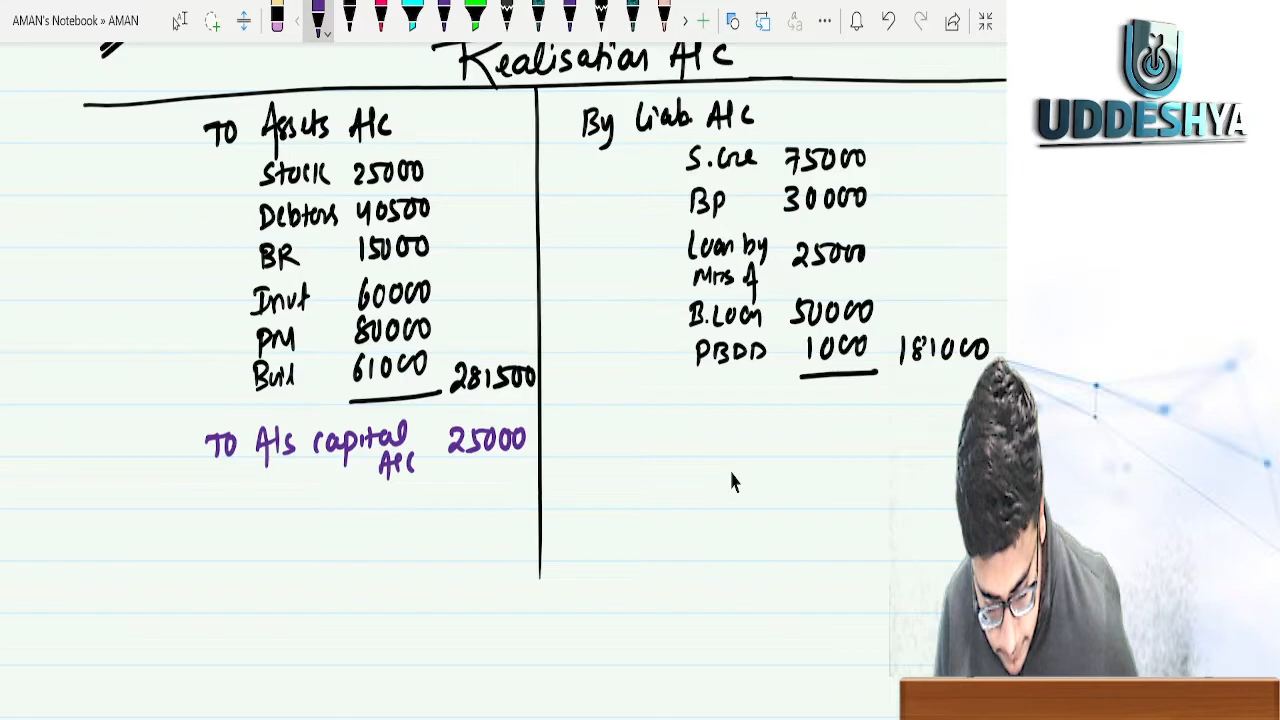 AMAN's Notebook » AMAN
UDDESHYA
Realisation A/C
To Assets A/C
Stock 25000
Debtors 40500
BR 15000
Invt 60000
PM 80000
Buil 61000 281500
To A's capital A/C 25000
By Liab. A/C
S. Cre 75000
BP 30000
Loan by Mrs A 25000
B. Loan 50000
PBDD 1000 181000